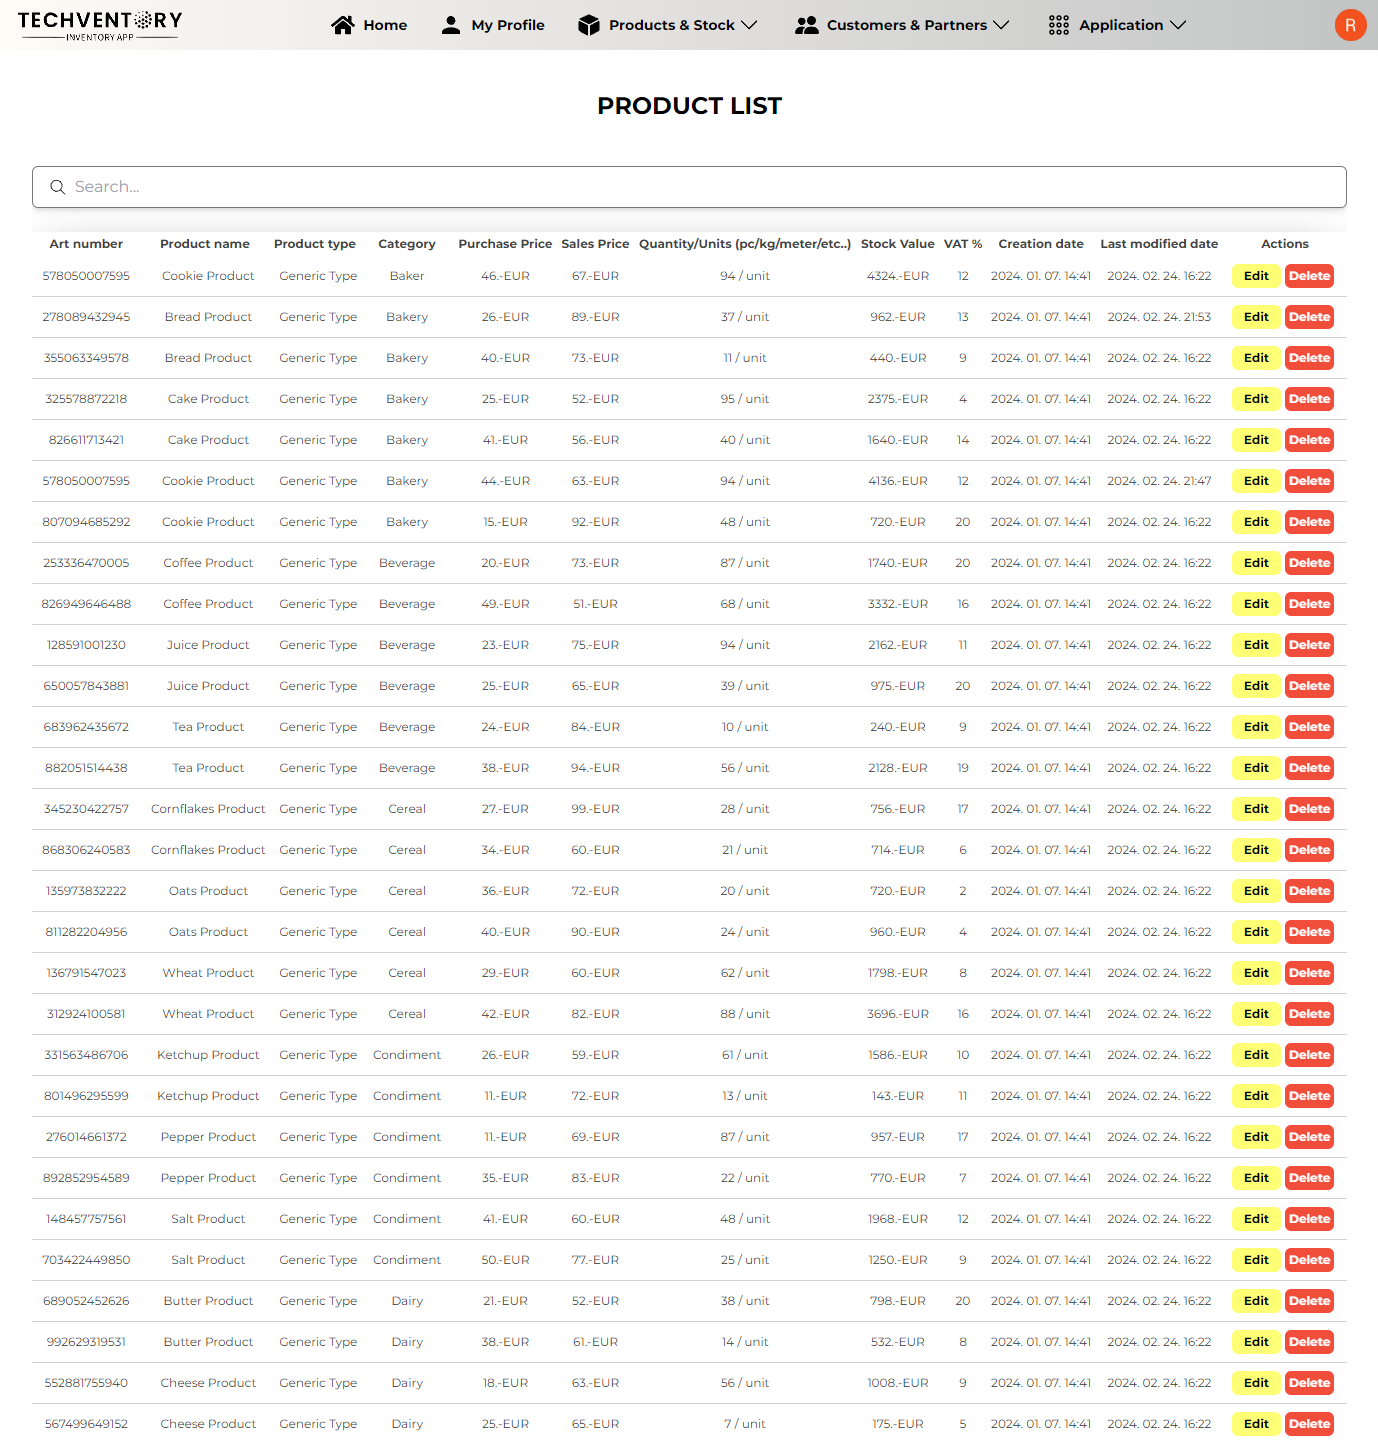 TECHVENTORY
INVENTORY APP
Home My Profile Products & Stock Customers & Partners Application R
PRODUCT LIST
Search...
Art number Product name Product type Category Purchase Price Sales Price Quantity/Units (pc/kg/meter/etc..) Stock Value VAT % Creation date Last modified date Actions
578050007595 Cookie Product Generic Type Baker 46.-EUR 67.-EUR 94 / unit 4324.-EUR 12 2024. 01. 07. 14:41 2024. 02. 24. 16:22 Edit Delete
278089432945 Bread Product Generic Type Bakery 26.-EUR 89.-EUR 37 / unit 962.-EUR 13 2024. 01. 07. 14:41 2024. 02. 24. 21:53 Edit Delete
355063349578 Bread Product Generic Type Bakery 40.-EUR 73.-EUR 11 / unit 440.-EUR 9 2024. 01. 07. 14:41 2024. 02. 24. 16:22 Edit Delete
325578872218 Cake Product Generic Type Bakery 25.-EUR 52.-EUR 95 / unit 2375.-EUR 4 2024. 01. 07. 14:41 2024. 02. 24. 16:22 Edit Delete
826611713421 Cake Product Generic Type Bakery 41.-EUR 56.-EUR 40 / unit 1640.-EUR 14 2024. 01. 07. 14:41 2024. 02. 24. 16:22 Edit Delete
578050007595 Cookie Product Generic Type Bakery 44.-EUR 63.-EUR 94 / unit 4136.-EUR 12 2024. 01. 07. 14:41 2024. 02. 24. 21:47 Edit Delete
807094685292 Cookie Product Generic Type Bakery 15.-EUR 92.-EUR 48 / unit 720.-EUR 20 2024. 01. 07. 14:41 2024. 02. 24. 16:22 Edit Delete
253336470005 Coffee Product Generic Type Beverage 20.-EUR 73.-EUR 87 / unit 1740.-EUR 20 2024. 01. 07. 14:41 2024. 02. 24. 16:22 Edit Delete
826949646488 Coffee Product Generic Type Beverage 49.-EUR 51.-EUR 68 / unit 3332.-EUR 16 2024. 01. 07. 14:41 2024. 02. 24. 16:22 Edit Delete
128591001230 Juice Product Generic Type Beverage 23.-EUR 75.-EUR 94 / unit 2162.-EUR 11 2024. 01. 07. 14:41 2024. 02. 24. 16:22 Edit Delete
650057843881 Juice Product Generic Type Beverage 25.-EUR 65.-EUR 39 / unit 975.-EUR 20 2024. 01. 07. 14:41 2024. 02. 24. 16:22 Edit Delete
683962435672 Tea Product Generic Type Beverage 24.-EUR 84.-EUR 10 / unit 240.-EUR 9 2024. 01. 07. 14:41 2024. 02. 24. 16:22 Edit Delete
882051514438 Tea Product Generic Type Beverage 38.-EUR 94.-EUR 56 / unit 2128.-EUR 19 2024. 01. 07. 14:41 2024. 02. 24. 16:22 Edit Delete
345230422757 Cornflakes Product Generic Type Cereal 27.-EUR 99.-EUR 28 / unit 756.-EUR 17 2024. 01. 07. 14:41 2024. 02. 24. 16:22 Edit Delete
868306240583 Cornflakes Product Generic Type Cereal 34.-EUR 60.-EUR 21 / unit 714.-EUR 6 2024. 01. 07. 14:41 2024. 02. 24. 16:22 Edit Delete
135973832222 Oats Product Generic Type Cereal 36.-EUR 72.-EUR 20 / unit 720.-EUR 2 2024. 01. 07. 14:41 2024. 02. 24. 16:22 Edit Delete
811282204956 Oats Product Generic Type Cereal 40.-EUR 90.-EUR 24 / unit 960.-EUR 4 2024. 01. 07. 14:41 2024. 02. 24. 16:22 Edit Delete
136791547023 Wheat Product Generic Type Cereal 29.-EUR 60.-EUR 62 / unit 1798.-EUR 8 2024. 01. 07. 14:41 2024. 02. 24. 16:22 Edit Delete
312924100581 Wheat Product Generic Type Cereal 42.-EUR 82.-EUR 88 / unit 3696.-EUR 16 2024. 01. 07. 14:41 2024. 02. 24. 16:22 Edit Delete
331563486706 Ketchup Product Generic Type Condiment 26.-EUR 59.-EUR 61 / unit 1586.-EUR 10 2024. 01. 07. 14:41 2024. 02. 24. 16:22 Edit Delete
801496295599 Ketchup Product Generic Type Condiment 11.-EUR 72.-EUR 13 / unit 143.-EUR 11 2024. 01. 07. 14:41 2024. 02. 24. 16:22 Edit Delete
276014661372 Pepper Product Generic Type Condiment 11.-EUR 69.-EUR 87 / unit 957.-EUR 17 2024. 01. 07. 14:41 2024. 02. 24. 16:22 Edit Delete
892852954589 Pepper Product Generic Type Condiment 35.-EUR 83.-EUR 22 / unit 770.-EUR 7 2024. 01. 07. 14:41 2024. 02. 24. 16:22 Edit Delete
148457757561 Salt Product Generic Type Condiment 41.-EUR 60.-EUR 48 / unit 1968.-EUR 12 2024. 01. 07. 14:41 2024. 02. 24. 16:22 Edit Delete
703422449850 Salt Product Generic Type Condiment 50.-EUR 77.-EUR 25 / unit 1250.-EUR 9 2024. 01. 07. 14:41 2024. 02. 24. 16:22 Edit Delete
689052452626 Butter Product Generic Type Dairy 21.-EUR 52.-EUR 38 / unit 798.-EUR 20 2024. 01. 07. 14:41 2024. 02. 24. 16:22 Edit Delete
992629319531 Butter Product Generic Type Dairy 38.-EUR 61.-EUR 14 / unit 532.-EUR 8 2024. 01. 07. 14:41 2024. 02. 24. 16:22 Edit Delete
552881755940 Cheese Product Generic Type Dairy 18.-EUR 63.-EUR 56 / unit 1008.-EUR 9 2024. 01. 07. 14:41 2024. 02. 24. 16:22 Edit Delete
567499649152 Cheese Product Generic Type Dairy 25.-EUR 65.-EUR 7 / unit 175.-EUR 5 2024. 01. 07. 14:41 2024. 02. 24. 16:22 Edit Delete